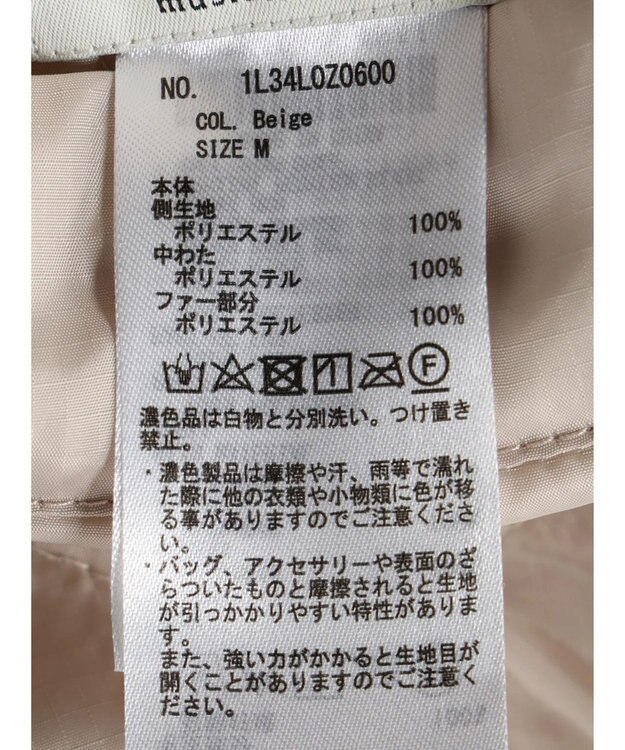 NO. 1L34L0Z0600
COL. Beige
SIZE M
本体
側生地
ポリエステル 100%
中わた
ポリエステル 100%
ファー部分
ポリエステル 100%
F
濃色品は白物と分別洗い。つけ置き
禁止。
・濃色製品は摩擦や汗、雨等で濡れ
た際に他の衣類や小物類に色が移
る事がありますのでご注意くださ
い。
・バッグ、アクセサリーや表面のざ
らついたものと摩擦されると生地
が引っかかりやすい特性がありま
す。
また、強い力がかかると生地目が
開くことがありますのでご注意く
ださい。